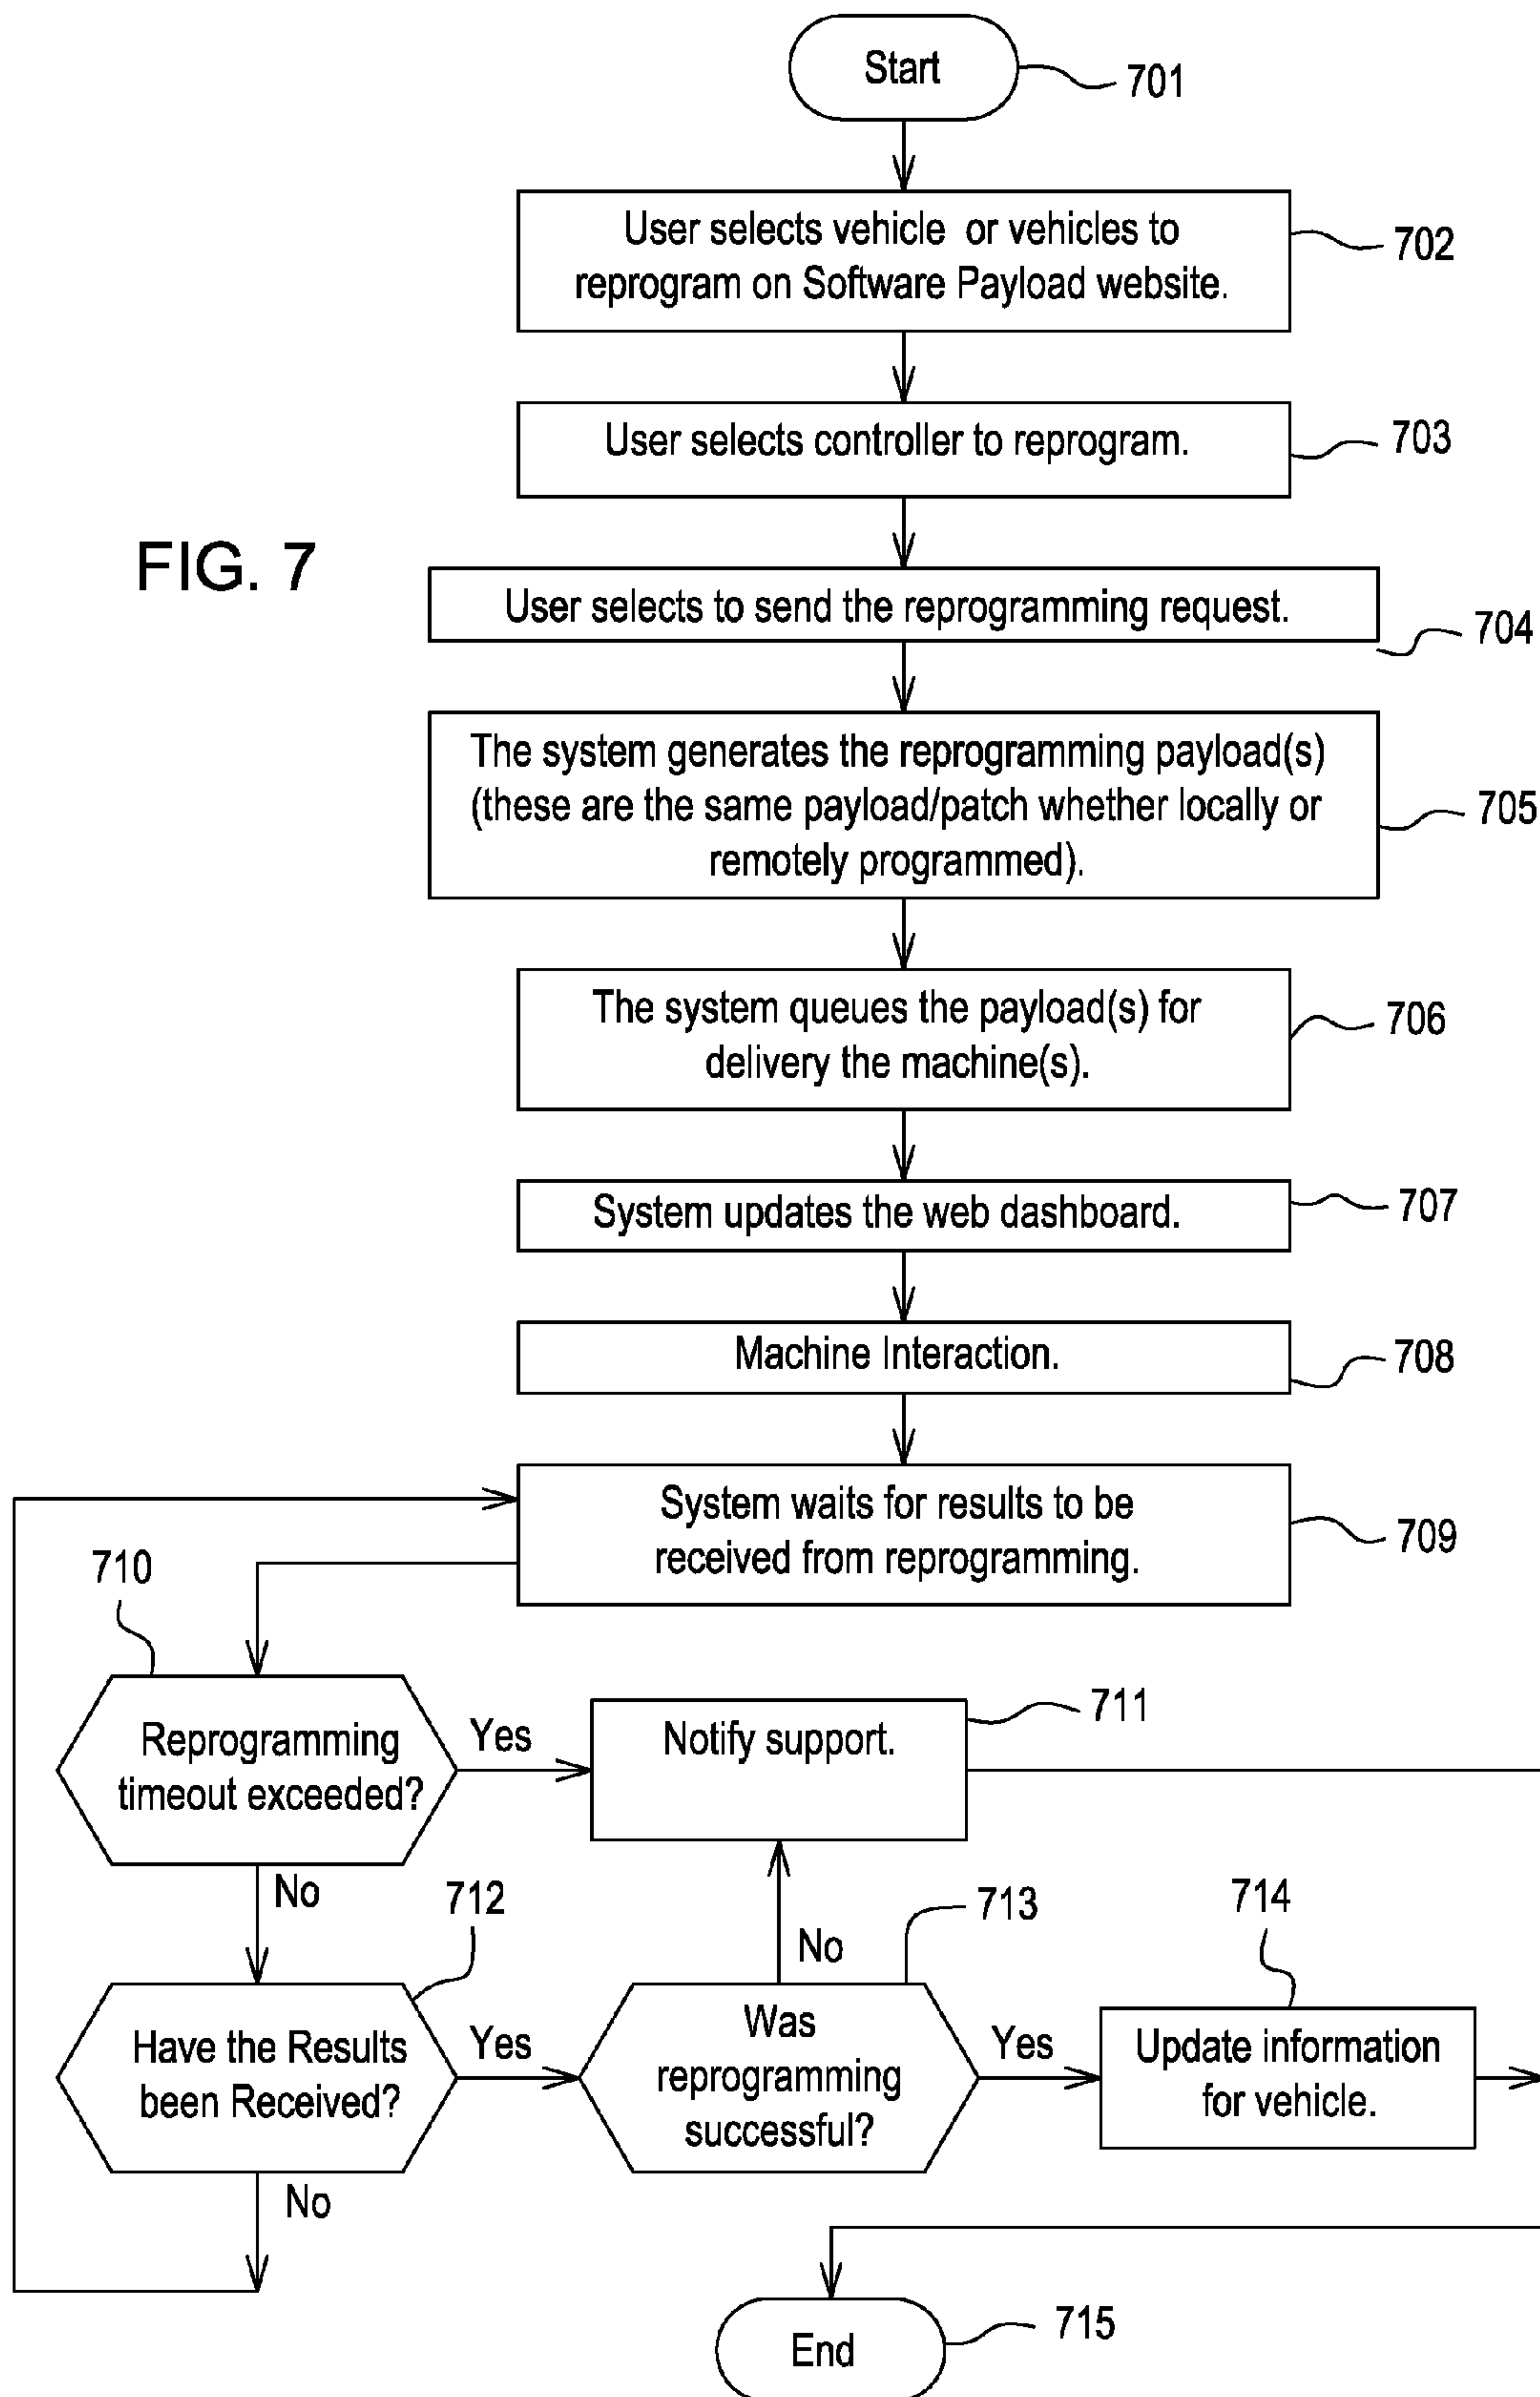 Start
701
User selects vehicle or vehicles to
reprogram on Software Payload website.
702
User selects controller to reprogram.
703
FIG. 7
User selects to send the reprogramming request.
704
The system generates the reprogramming payload(s)
(these are the same payload/patch whether locally or
remotely programmed).
705
The system queues the payload(s) for
delivery the machine(s).
706
System updates the web dashboard.
707
Machine Interaction.
708
System waits for results to be
received from reprogramming.
709
710
Reprogramming
timeout exceeded?
Yes
Notify support.
711
No
712
No
713
714
Have the Results
been Received?
Yes
Was
reprogramming
successful?
Yes
Update information
for vehicle.
No
End
715